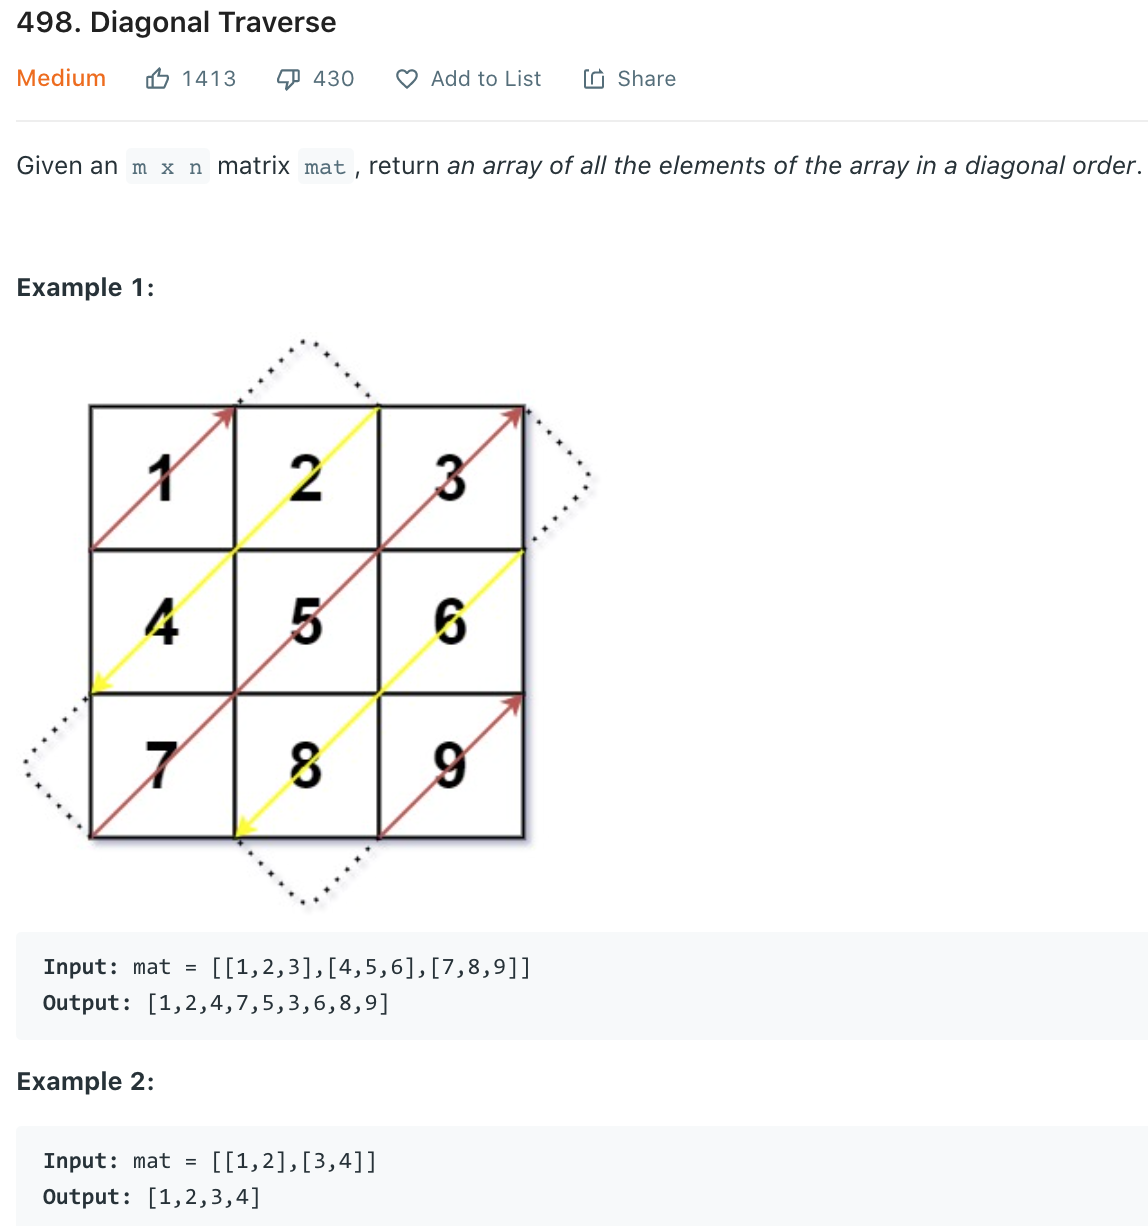 498. Diagonal Traverse
Medium 1413 430 Add to List Share
Given an m x n matrix mat , return an array of all the elements of the array in a diagonal order.
Example 1:
1 2 3
4 5 6
7 8 9
Input: mat = [[1,2,3],[4,5,6],[7,8,9]]
Output: [1,2,4,7,5,3,6,8,9]
Example 2:
Input: mat = [[1,2],[3,4]]
Output: [1,2,3,4]